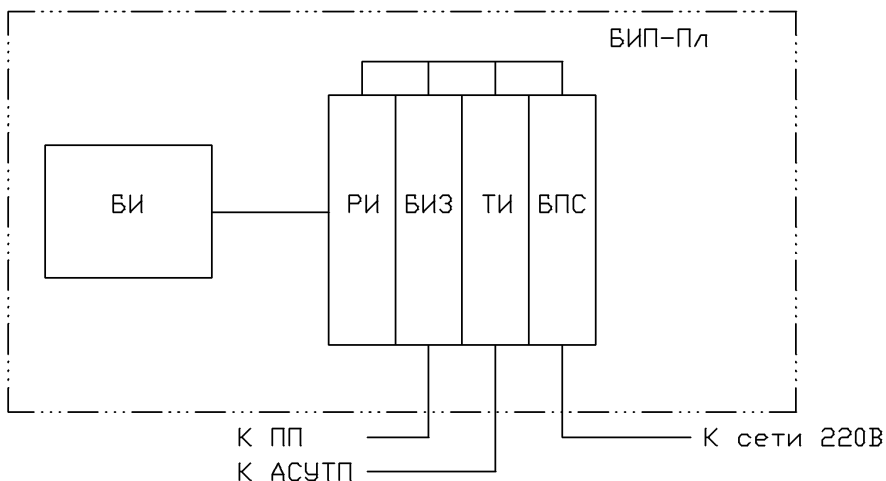 БИП-Пл
БИ
РИ
БИЗ
ТИ
БПС
К ПП
К сети 220В
К АСУТП